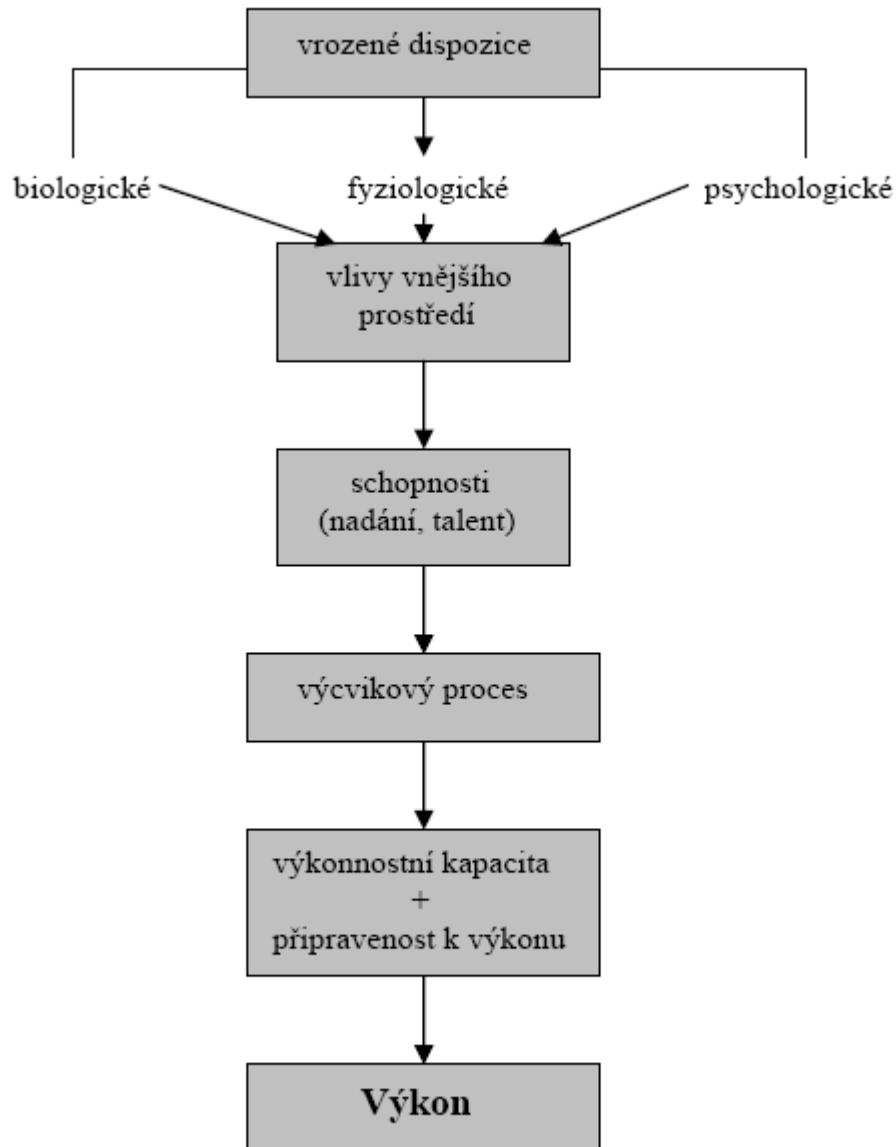 vrozené dispozice
biologické
fyziologické
psychologické
vlivy vnějšího
prostředí
schopnosti
(nadání, talent)
výcvikový proces
výkonnostní kapacita
+
připravenost k výkonu
Výkon